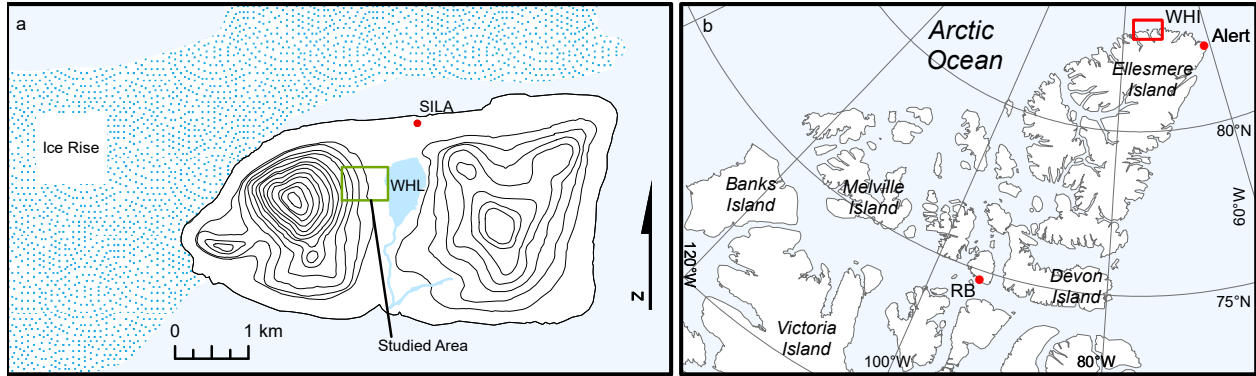 a
SILA
Ice Rise
WHL
0 1 km
Studied Area
N
b
Arctic
Ocean
WHI
Alert
Ellesmere
Island
80°N
Banks
Island
Melville
Island
60°W
120°W
RB
Devon
Island
75°N
Victoria
Island
100°W
80°W